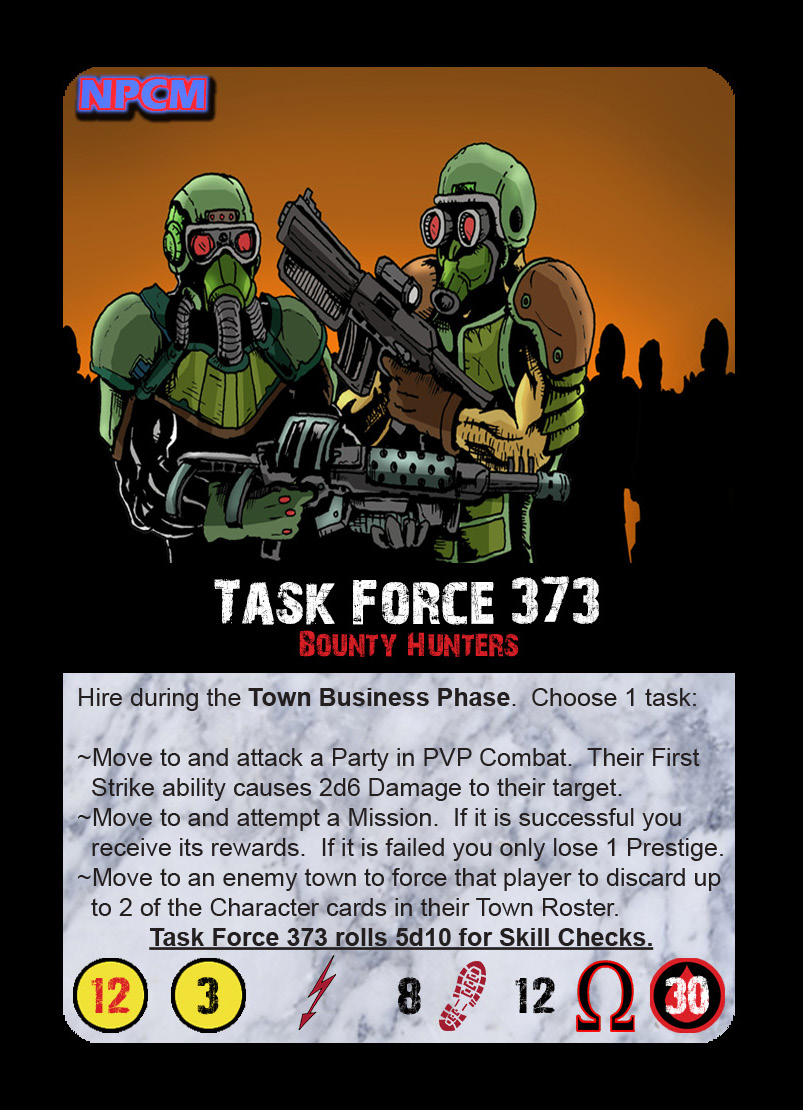 NPCM
Task Force 373
Bounty Hunters
Hire during the Town Business Phase.  Choose 1 task:
~Move to and attack a Party in PVP Combat.  Their First
Strike ability causes 2d6 Damage to their target.
~Move to and attempt a Mission.  If it is successful you
receive its rewards.  If it is failed you only lose 1 Prestige.
~Move to an enemy town to force that player to discard up
to 2 of the Character cards in their Town Roster.
Task Force 373 rolls 5d10 for Skill Checks.
12 3 8 12 Ω 30